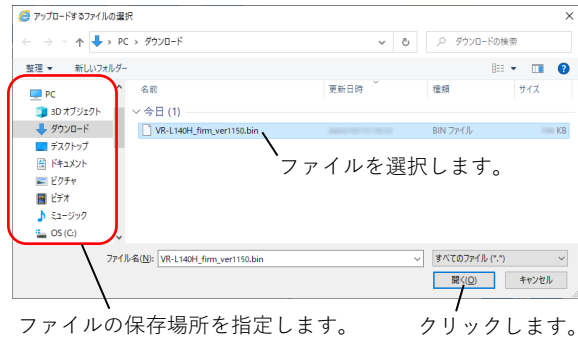 アップロードするファイルの選択
PC › ダウンロード
ダウンロードの検索
整理
新しいフォルダー
名前
更新日時
種類
サイズ
PC
3D オブジェクト
ダウンロード
デスクトップ
ドキュメント
ピクチャ
ビデオ
ミュージック
OS (C:)
今日 (1)
VR-L140H_firm_ver1150.bin
BIN ファイル
KB
ファイルを選択します。
ファイル名(N):
VR-L140H_firm_ver1150.bin
すべてのファイル (*.*)
開く(O)
キャンセル
ファイルの保存場所を指定します。
クリックします。